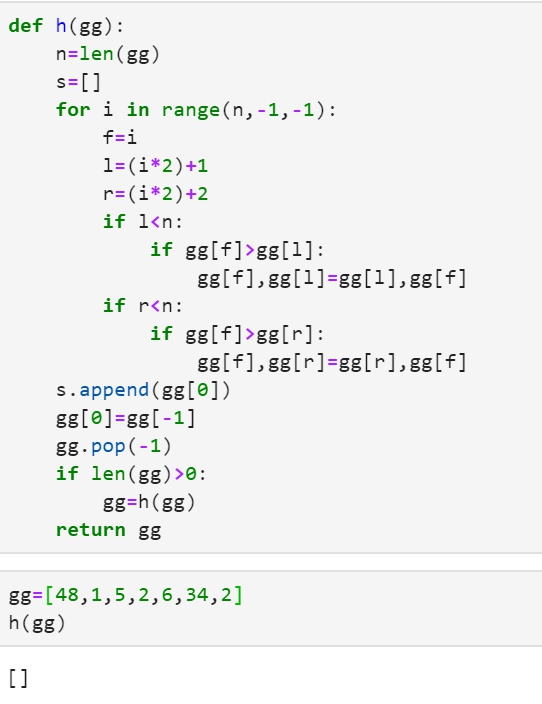 def h(gg):
    n=len(gg)
    s=[]
    for i in range(n,-1,-1):
        f=i
        l=(i*2)+1
        r=(i*2)+2
        if l<n:
            if gg[f]>gg[l]:
                gg[f],gg[l]=gg[l],gg[f]
        if r<n:
            if gg[f]>gg[r]:
                gg[f],gg[r]=gg[r],gg[f]
    s.append(gg[0])
    gg[0]=gg[-1]
    gg.pop(-1)
    if len(gg)>0:
        gg=h(gg)
    return gg
gg=[48,1,5,2,6,34,2]
h(gg)
[]